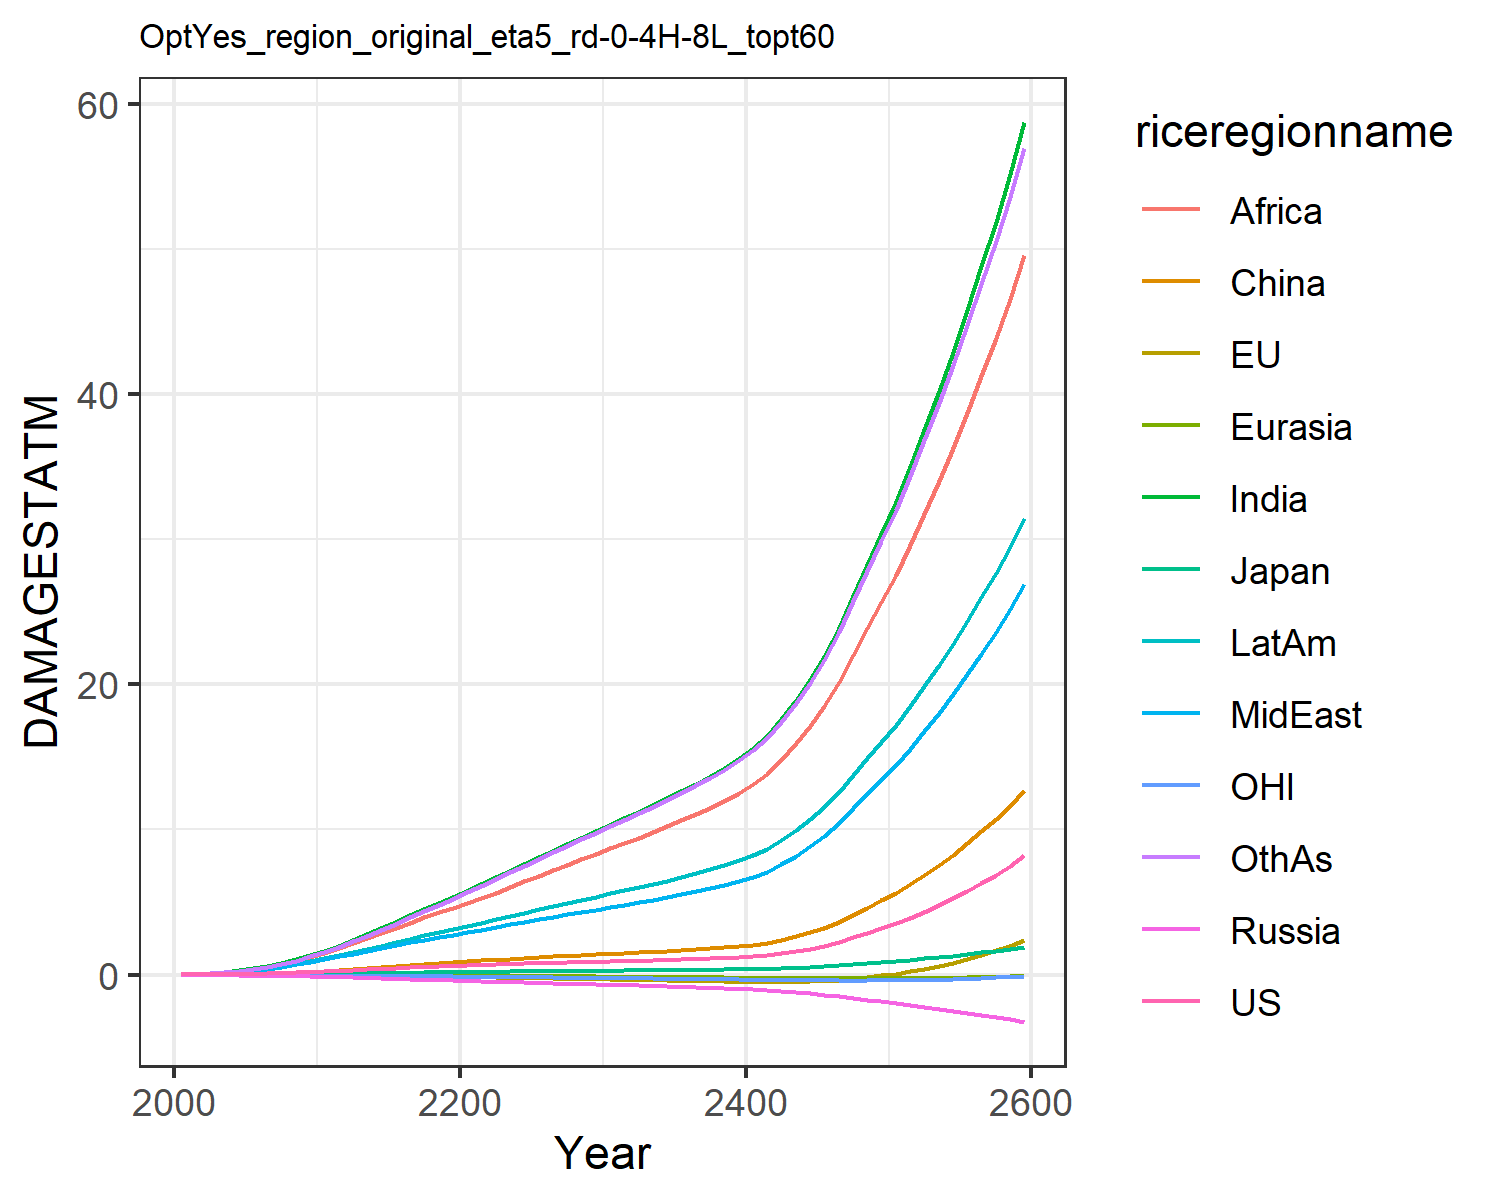 OptYes_region_original_eta5_rd-0-4H-8L_topt60
60
40
20
0
DAMAGESTATM
2000 2200 2400 2600
Year
riceregionname
Africa
China
EU
Eurasia
India
Japan
LatAm
MidEast
OHI
OthAs
Russia
US